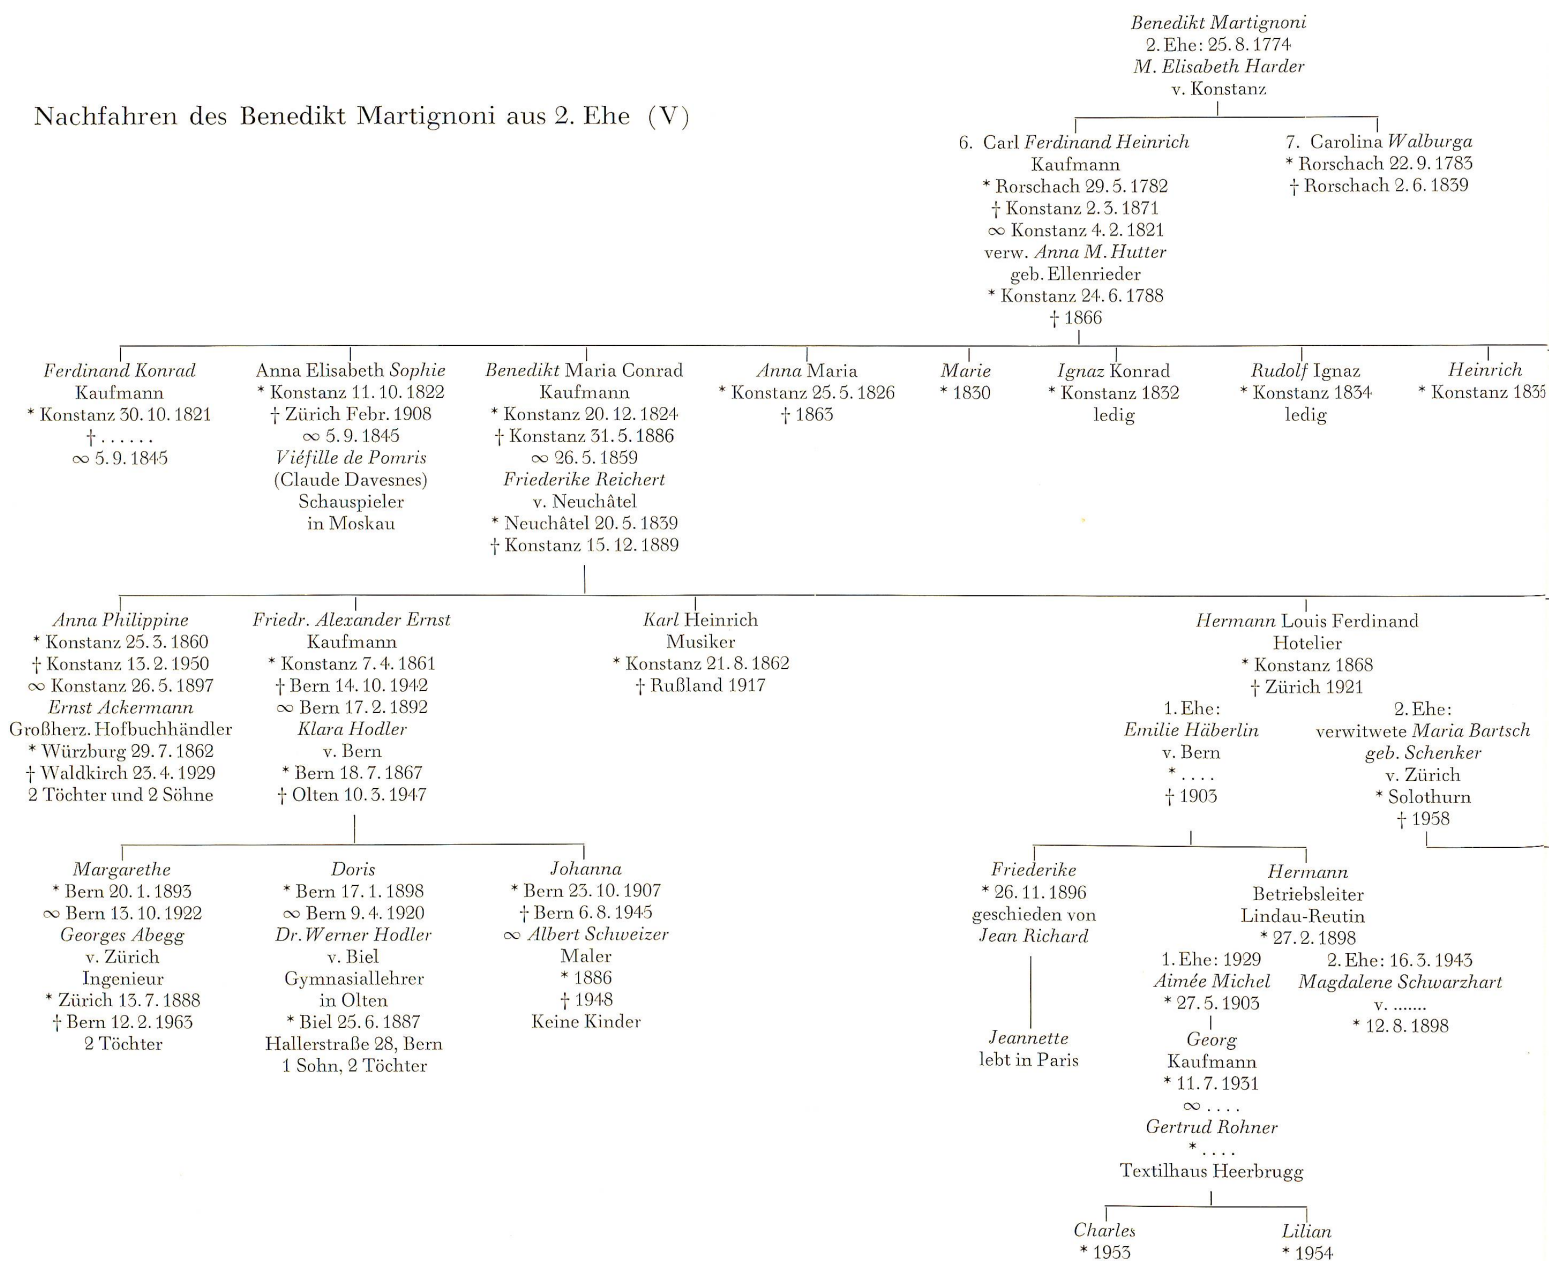 Benedikt Martignoni
2. Ehe: 25. 8. 1774
M. Elisabeth Harder
v. Konstanz
Nachfahren des Benedikt Martignoni aus 2. Ehe (V)
6. Carl Ferdinand Heinrich
Kaufmann
* Rorschach 29. 5. 1782
† Konstanz 2. 3. 1871
∞ Konstanz 4. 2. 1821
verw. Anna M. Hutter
geb. Ellenrieder
* Konstanz 24. 6. 1788
† 1866
7. Carolina Walburga
* Rorschach 22. 9. 1783
† Rorschach 2. 6. 1839
Ferdinand Konrad
Kaufmann
* Konstanz 30. 10. 1821
† . . . . . .
∞ 5. 9. 1845
Anna Elisabeth Sophie
* Konstanz 11. 10. 1822
† Zürich Febr. 1908
∞ 5. 9. 1845
Viéfille de Pomris
(Claude Davesnes)
Schauspieler
in Moskau
Benedikt Maria Conrad
Kaufmann
* Konstanz 20. 12. 1824
† Konstanz 31. 5. 1886
∞ 26. 5. 1859
Friederike Reichert
v. Neuchâtel
* Neuchâtel 20. 5. 1839
† Konstanz 15. 12. 1889
Anna Maria
* Konstanz 25. 5. 1826
† 1863
Marie
* 1830
Ignaz Konrad
* Konstanz 1832
ledig
Rudolf Ignaz
* Konstanz 1834
ledig
Heinrich
* Konstanz 1835
Anna Philippine
* Konstanz 25. 3. 1860
† Konstanz 13. 2. 1950
∞ Konstanz 26. 5. 1897
Ernst Ackermann
Großherz. Hofbuchhändler
* Würzburg 29. 7. 1862
† Waldkirch 23. 4. 1929
2 Töchter und 2 Söhne
Friedr. Alexander Ernst
Kaufmann
* Konstanz 7. 4. 1861
† Bern 14. 10. 1942
∞ Bern 17. 2. 1892
Klara Hodler
v. Bern
* Bern 18. 7. 1867
† Olten 10. 3. 1947
Karl Heinrich
Musiker
* Konstanz 21. 8. 1862
† Rußland 1917
Hermann Louis Ferdinand
Hotelier
* Konstanz 1868
† Zürich 1921
1. Ehe:
Emilie Häberlin
v. Bern
* . . . .
† 1903
2. Ehe:
verwitwete Maria Bartsch
geb. Schenker
v. Zürich
* Solothurn
† 1958
Margarethe
* Bern 20. 1. 1893
∞ Bern 13. 10. 1922
Georges Abegg
v. Zürich
Ingenieur
* Zürich 13. 7. 1888
† Bern 12. 2. 1963
2 Töchter
Doris
* Bern 17. 1. 1898
∞ Bern 9. 4. 1920
Dr. Werner Hodler
v. Biel
Gymnasiallehrer
in Olten
* Biel 25. 6. 1887
Hallerstraße 28, Bern
1 Sohn, 2 Töchter
Johanna
* Bern 23. 10. 1907
† Bern 6. 8. 1945
∞ Albert Schweizer
Maler
* 1886
† 1948
Keine Kinder
Friederike
* 26. 11. 1896
geschieden von
Jean Richard
Jeannette
lebt in Paris
Hermann
Betriebsleiter
Lindau-Reutin
* 27. 2. 1898
1. Ehe: 1929
Aimée Michel
* 27. 5. 1903
2. Ehe: 16. 3. 1943
Magdalene Schwarzhart
v. .......
* 12. 8. 1898
Georg
Kaufmann
* 11. 7. 1931
∞ . . . .
Gertrud Rohner
* . . . .
Textilhaus Heerbrugg
Charles
* 1953
Lilian
* 1954